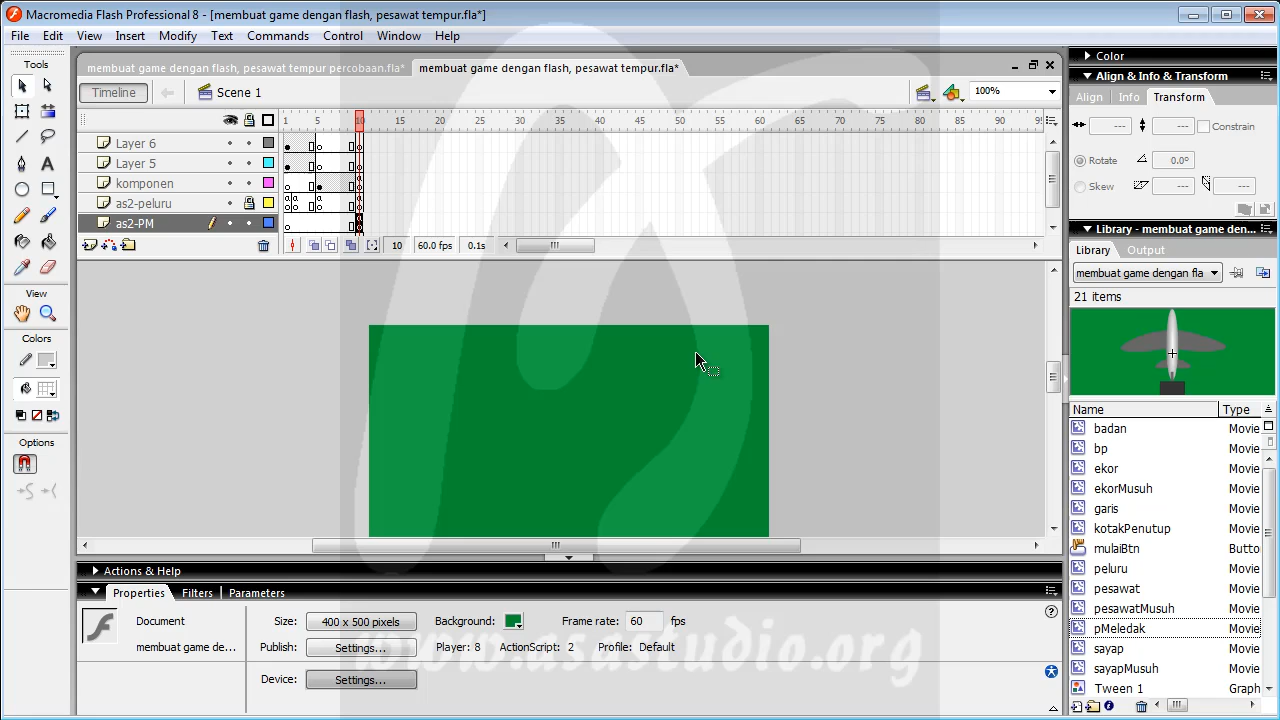 Macromedia Flash Professional 8 - [membuat game dengan flash, pesawat tempur.fla*]
File Edit View Insert Modify Text Commands Control Window Help
Tools
membuat game dengan flash, pesawat tempur percobaan.fla*
membuat game dengan flash, pesawat tempur.fla*
Timeline
Scene 1
100%
1 5 10 15 20 25 30 35 40 45 50 55 60 65 70 75 80 85 90 95
Layer 6
Layer 5
komponen
as2-peluru
as2-PM
10 60.0 fps 0.1s
View
Colors
Options
Color
Align & Info & Transform
Align Info Transform
--- --- Constrain
Rotate 0.0°
Skew --- ---
Library - membuat game den...
Library Output
membuat game dengan fla
21 items
Name Type
badan Movie
bp Movie
ekor Movie
ekorMusuh Movie
garis Movie
kotakPenutup Movie
mulaiBtn Butto
peluru Movie
pesawat Movie
pesawatMusuh Movie
pMeledak Movie
sayap Movie
sayapMusuh Movie
Tween 1 Graph
Actions & Help
Properties Filters Parameters
Document
membuat game de...
Size: 400 x 500 pixels Background: Frame rate: 60 fps
Publish: Settings... Player: 8 ActionScript: 2 Profile: Default
Device: Settings...
www.asastudio.org